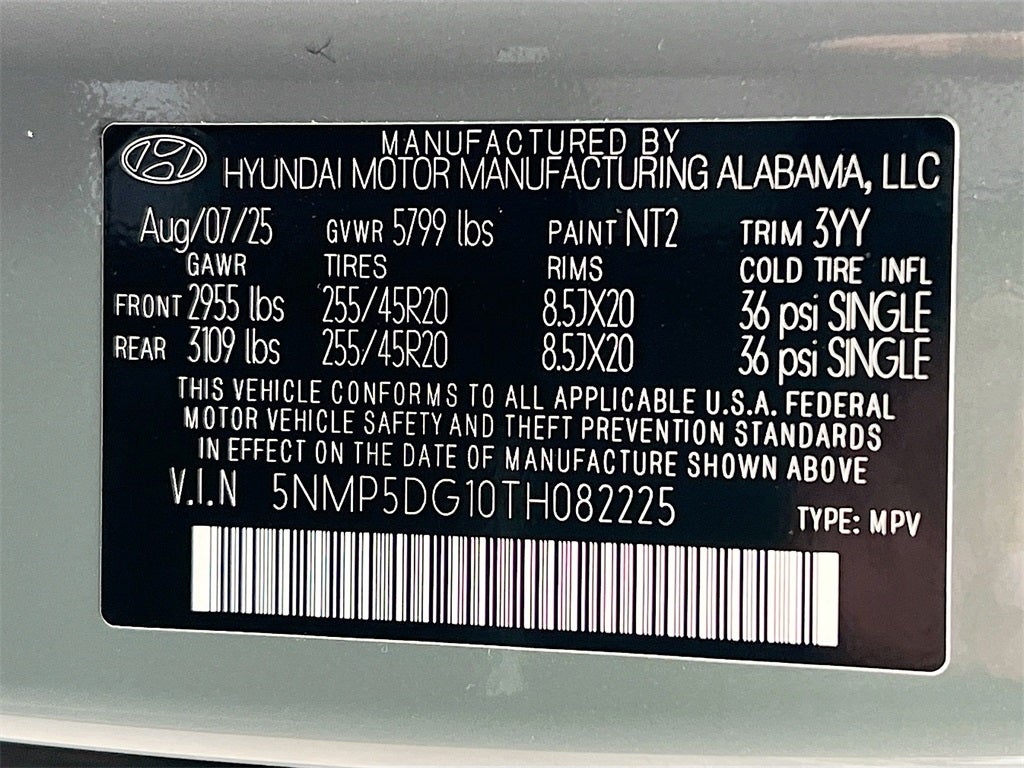 MANUFACTURED BY
HYUNDAI MOTOR MANUFACTURING ALABAMA, LLC
Aug/07/25 GVWR 5799 lbs PAINT NT2 TRIM 3YY
GAWR TIRES RIMS COLD TIRE INFL
FRONT 2955 lbs 255/45R20 8.5JX20 36 psi SINGLE
REAR 3109 lbs 255/45R20 8.5JX20 36 psi SINGLE
THIS VEHICLE CONFORMS TO ALL APPLICABLE U.S.A. FEDERAL
MOTOR VEHICLE SAFETY AND THEFT PREVENTION STANDARDS
IN EFFECT ON THE DATE OF MANUFACTURE SHOWN ABOVE
V.I.N 5NMP5DG10TH082225 TYPE: MPV